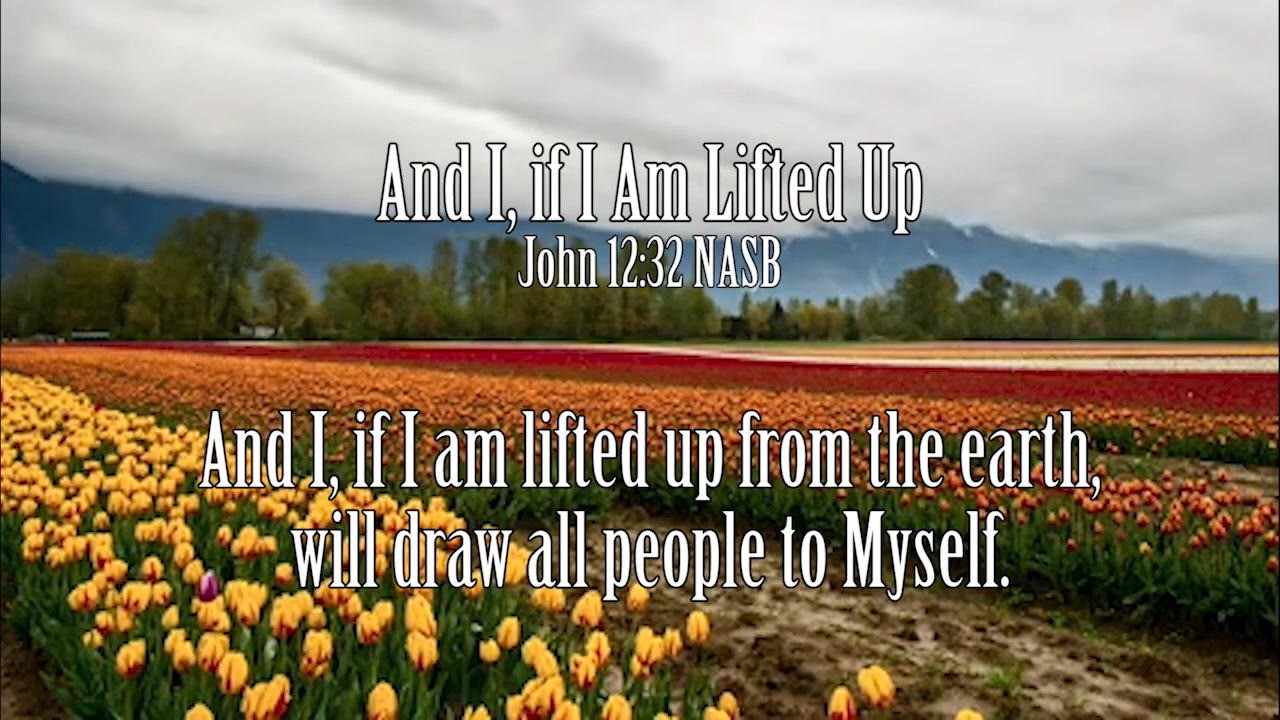 And I, if I Am Lifted Up
John 12:32 NASB
And I, if I am lifted up from the earth,
will draw all people to Myself.